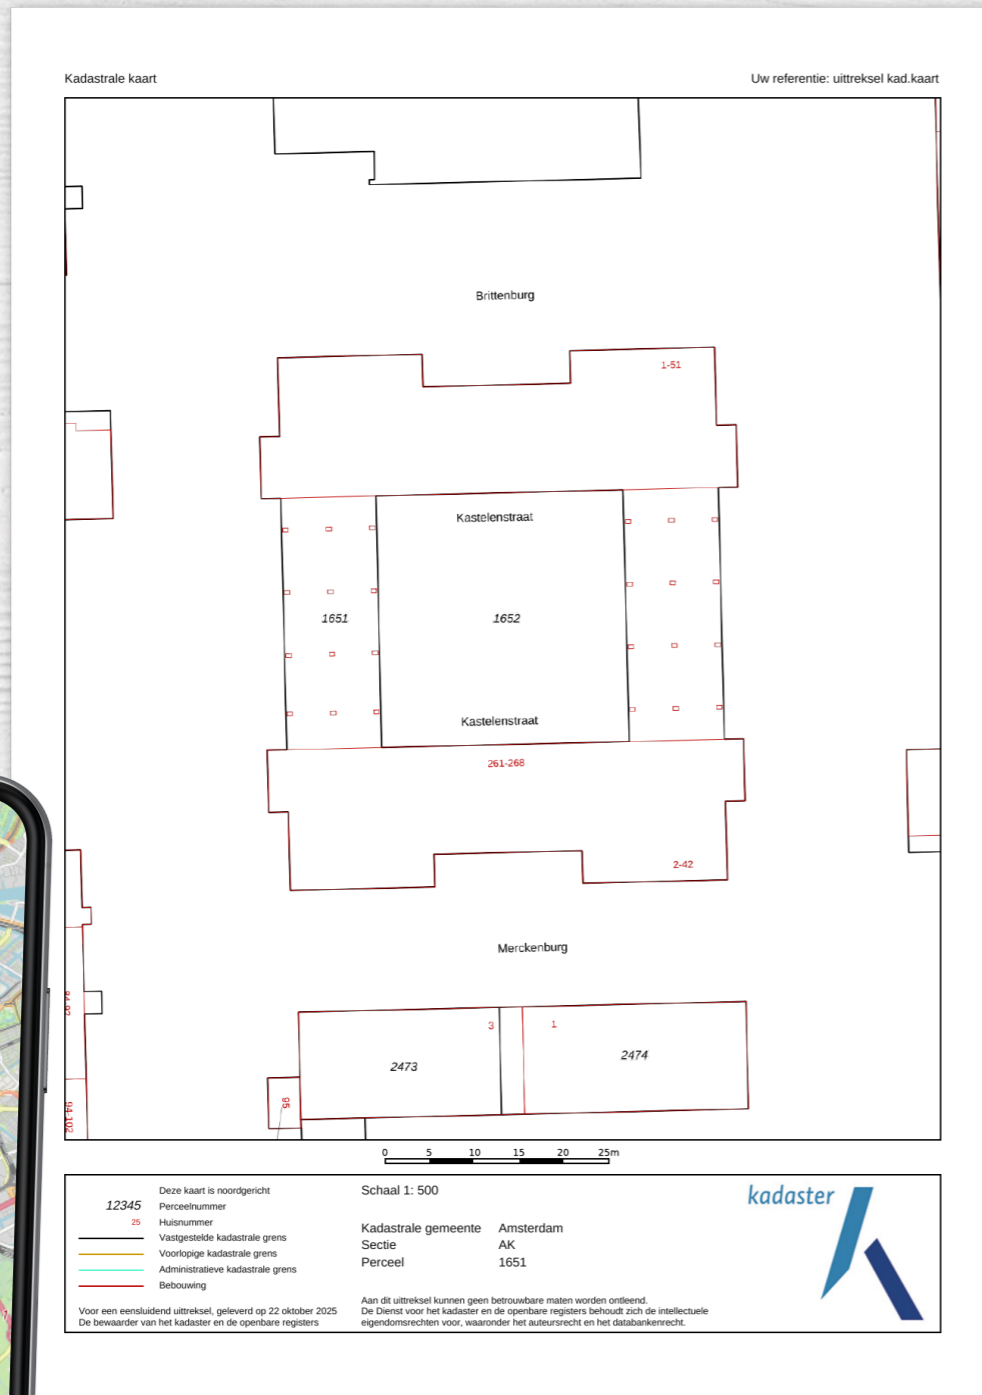 Kadastrale kaart
Uw referentie: uittreksel kad.kaart
Brittenburg
1-51
Kastelenstraat
1651
1652
Kastelenstraat
261-268
2-42
Merckenburg
3
1
2473
2474
95
94-102
0 5 10 15 20 25m
Deze kaart is noordgericht
12345 Perceelnummer
25 Huisnummer
Vastgestelde kadastrale grens
Voorlopige kadastrale grens
Administratieve kadastrale grens
Bebouwing
Voor een eensluidend uittreksel, geleverd op 22 oktober 2025
De bewaarder van het kadaster en de openbare registers
Schaal 1: 500
Kadastrale gemeente Amsterdam
Sectie AK
Perceel 1651
Aan dit uittreksel kunnen geen betrouwbare maten worden ontleend.
De Dienst voor het kadaster en de openbare registers behoudt zich de intellectuele
eigendomsrechten voor, waaronder het auteursrecht en het databankenrecht.
kadaster